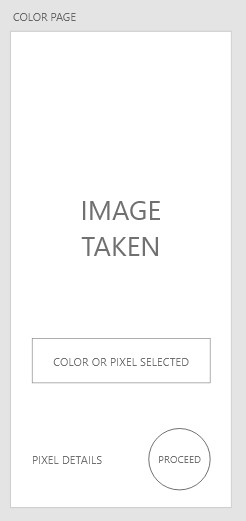 COLOR PAGE
IMAGE
TAKEN
COLOR OR PIXEL SELECTED
PIXEL DETAILS
PROCEED